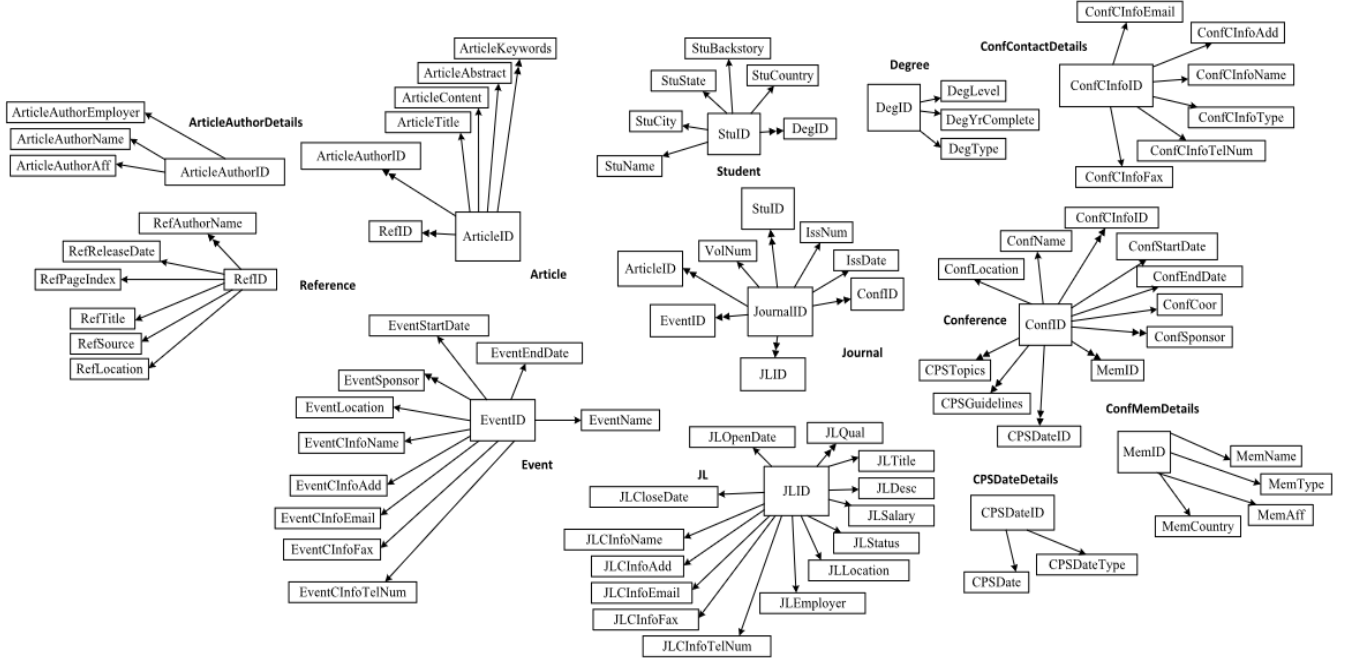 ArticleAuthorDetails
ArticleAuthorEmployer
ArticleAuthorName
ArticleAuthorAff
ArticleAuthorID
ArticleKeywords
ArticleAbstract
ArticleContent
ArticleTitle
ArticleAuthorID
RefID
ArticleID
Article
RefAuthorName
RefReleaseDate
RefPageIndex
RefTitle
RefSource
RefLocation
RefID
Reference
EventStartDate
EventEndDate
EventSponsor
EventLocation
EventCInfoName
EventCInfoAdd
EventCInfoEmail
EventCInfoFax
EventCInfoTelNum
EventID
EventName
Event
StuBackstory
StuState
StuCountry
StuCity
StuID
DegID
StuName
Student
StuID
IssNum
VolNum
ArticleID
IssDate
ConfID
EventID
JournalID
Journal
JLID
JLOpenDate
JLQual
JLTitle
JL
JLID
JLDesc
JLCloseDate
JLSalary
JLCInfoName
JLStatus
JLCInfoAdd
JLLocation
JLCInfoEmail
JLEmployer
JLCInfoFax
JLCInfoTelNum
Degree
DegID
DegLevel
DegYrComplete
DegType
ConfCInfoEmail
ConfContactDetails
ConfCInfoAdd
ConfCInfoID
ConfCInfoName
ConfCInfoType
ConfCInfoTelNum
ConfCInfoFax
ConfCInfoID
ConfName
ConfStartDate
ConfLocation
ConfEndDate
ConfCoor
Conference
ConfID
ConfSponsor
CPSTopics
MemID
CPSGuidelines
CPSDateID
ConfMemDetails
MemID
MemName
MemType
MemAff
MemCountry
CPSDateDetails
CPSDateID
CPSDateType
CPSDate